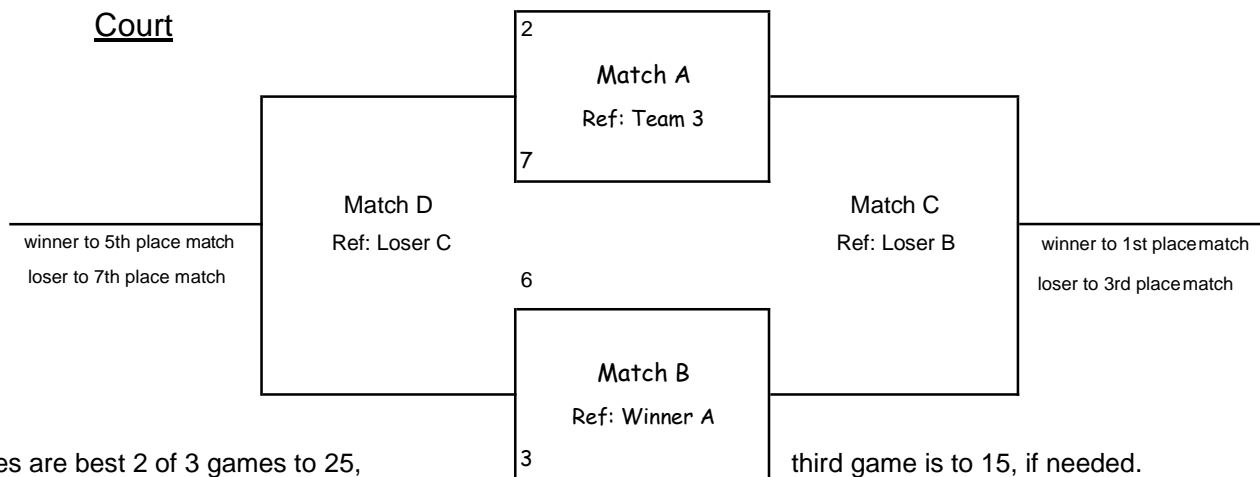 Court
2
Match A
Ref: Team 3
7
Match D
Ref: Loser C
winner to 5th place match
loser to 7th place match
Match C
Ref: Loser B
winner to 1st place match
loser to 3rd place match
6
Match B
Ref: Winner A
3
es are best 2 of 3 games to 25, third game is to 15, if needed.